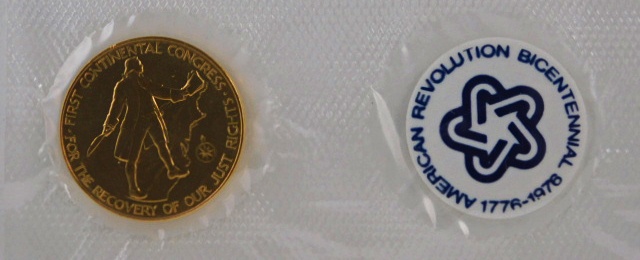 · FIRST CONTINENTAL CONGRESS ·
FOR THE RECOVERY OF OUR JUST RIGHTS
AMERICAN REVOLUTION BICENTENNIAL
1776-1976